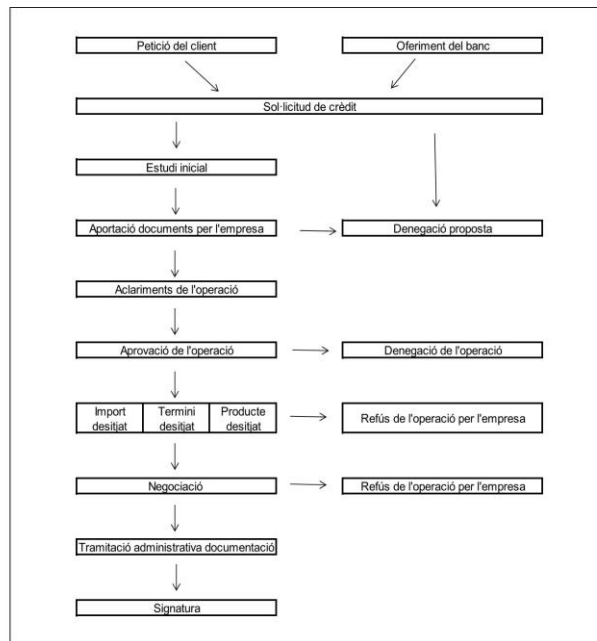 Petició del client
Oferiment del banc
Sol·licitud de crèdit
Estudi inicial
Aportació documents per l'empresa
Denegació proposta
Aclariments de l'operació
Aprovació de l'operació
Denegació de l'operació
Import
desitjat
Termini
desitjat
Producte
desitjat
Refús de l'operació per l'empresa
Negociació
Refús de l'operació per l'empresa
Tramitació administrativa documentació
Signatura